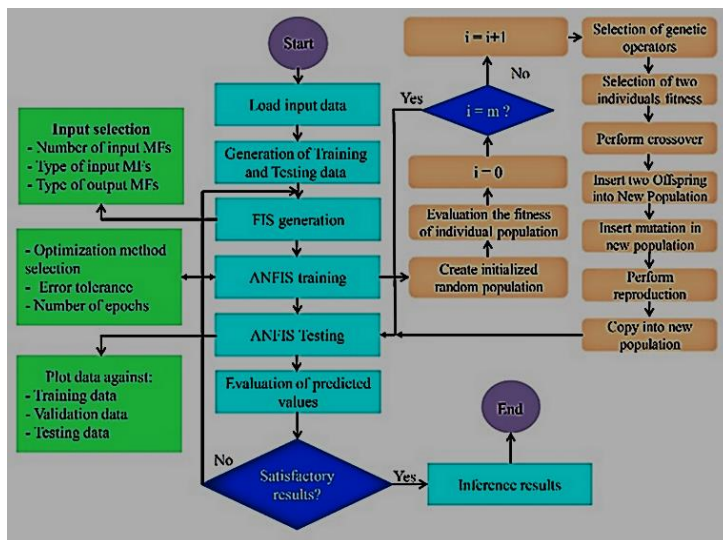 Start
Load input data
Generation of Training
and Testing data
FIS generation
ANFIS training
ANFIS Testing
Evaluation of predicted
values
Satisfactory
results?
No
Yes
Inference results
End
Input selection
- Number of input MFs
- Type of input MFs
- Type of output MFs
- Optimization method
selection
- Error tolerance
- Number of epochs
Plot data against:
- Training data
- Validation data
- Testing data
Create initialized
random population
Evaluation the fitness
of individual population
i=0
i = m ?
Yes
No
i = i+1
Selection of genetic
operators
Selection of two
individuals fitness
Perform crossover
Insert two Offspring
into New Population
Insert mutation in
new population
Perform
reproduction
Copy into new
population